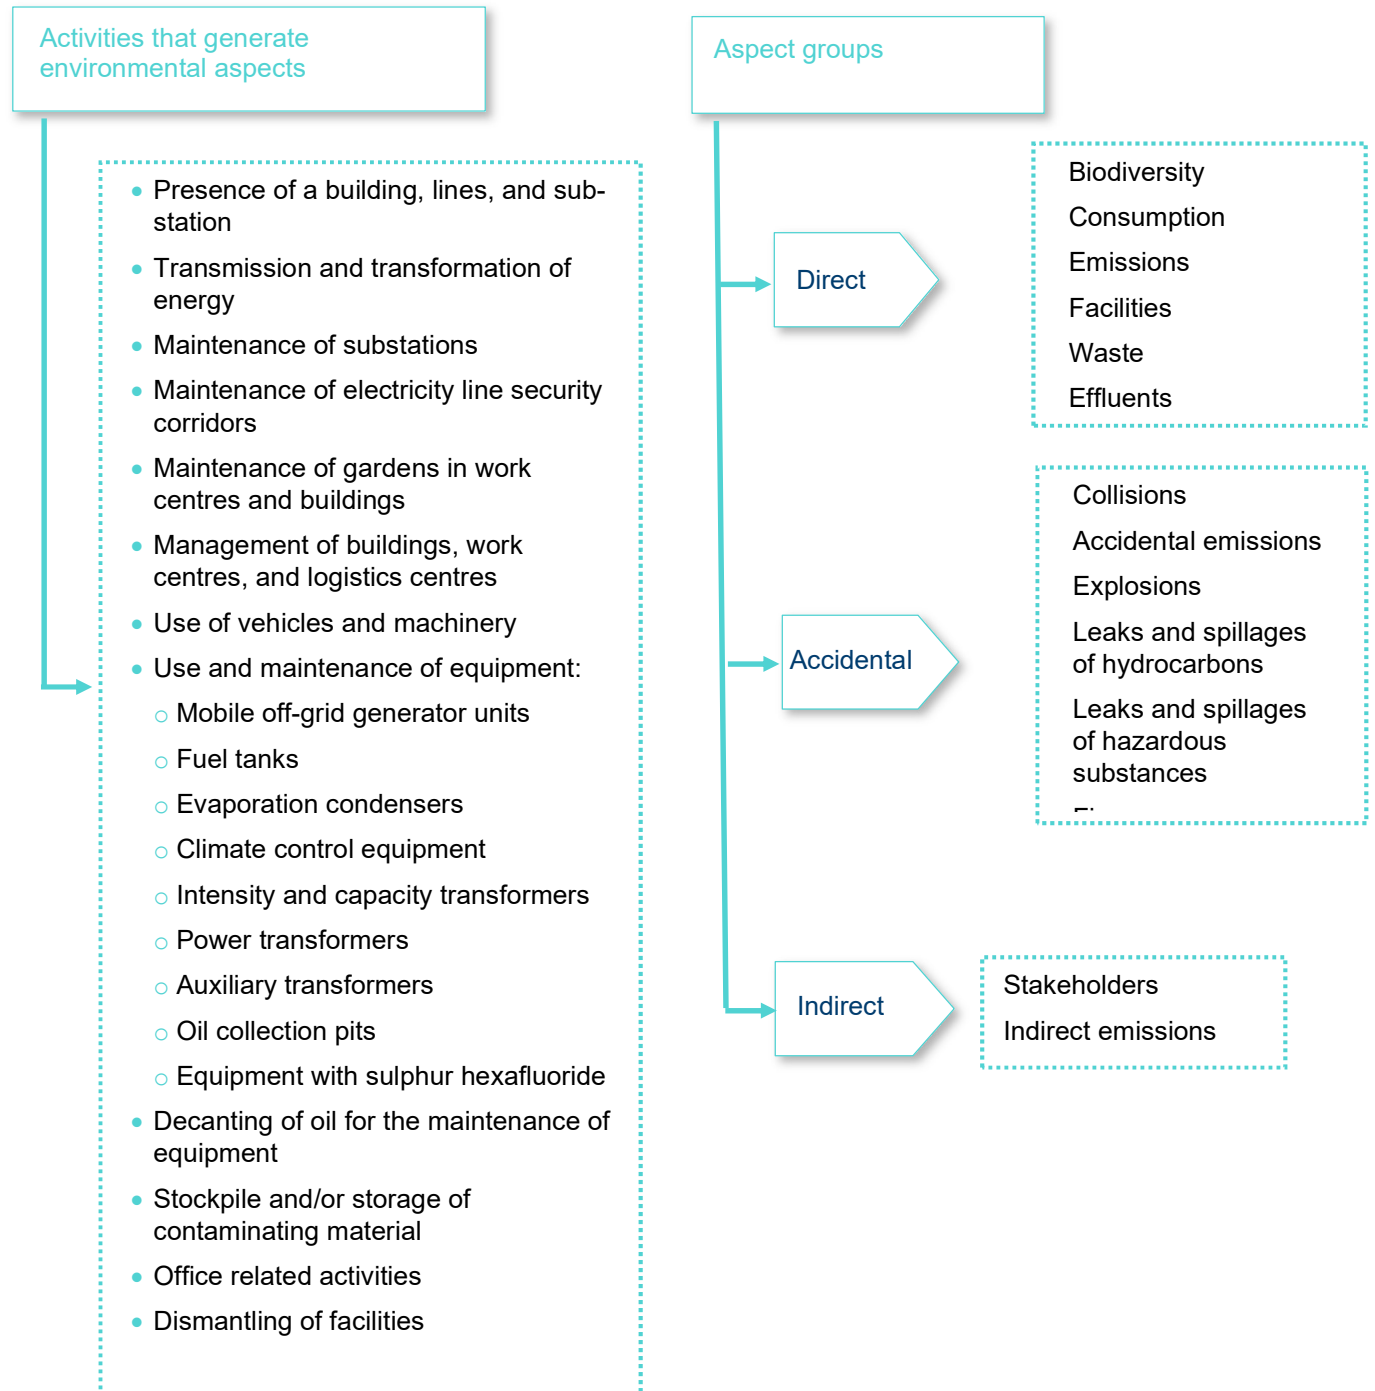 Activities that generate
environmental aspects
• Presence of a building, lines, and sub-
station
• Transmission and transformation of
energy
• Maintenance of substations
• Maintenance of electricity line security
corridors
• Maintenance of gardens in work
centres and buildings
• Management of buildings, work
centres, and logistics centres
• Use of vehicles and machinery
• Use and maintenance of equipment:
○ Mobile off-grid generator units
○ Fuel tanks
○ Evaporation condensers
○ Climate control equipment
○ Intensity and capacity transformers
○ Power transformers
○ Auxiliary transformers
○ Oil collection pits
○ Equipment with sulphur hexafluoride
• Decanting of oil for the maintenance of
equipment
• Stockpile and/or storage of
contaminating material
• Office related activities
• Dismantling of facilities
Aspect groups
Direct
Biodiversity
Consumption
Emissions
Facilities
Waste
Effluents
Accidental
Collisions
Accidental emissions
Explosions
Leaks and spillages
of hydrocarbons
Leaks and spillages
of hazardous
substances
Indirect
Stakeholders
Indirect emissions